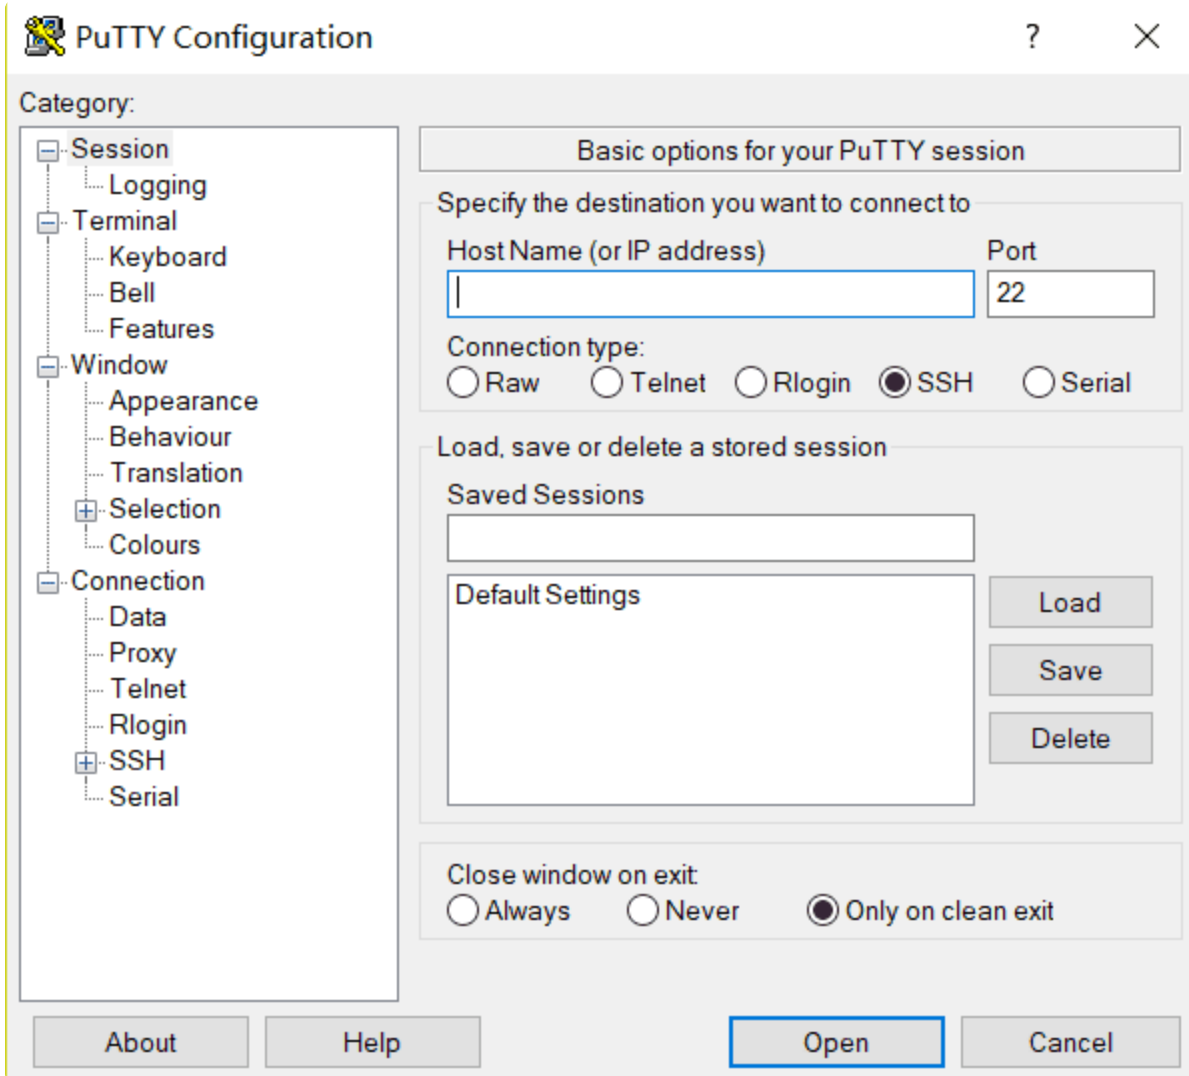 PuTTY Configuration
?
Category:
Session
Logging
Terminal
Keyboard
Bell
Features
Window
Appearance
Behaviour
Translation
Selection
Colours
Connection
Data
Proxy
Telnet
Rlogin
SSH
Serial
Basic options for your PuTTY session
Specify the destination you want to connect to
Host Name (or IP address) Port
22
Connection type:
Raw Telnet Rlogin SSH Serial
Load, save or delete a stored session
Saved Sessions
Default Settings
Load
Save
Delete
Close window on exit:
Always Never Only on clean exit
About Help Open Cancel